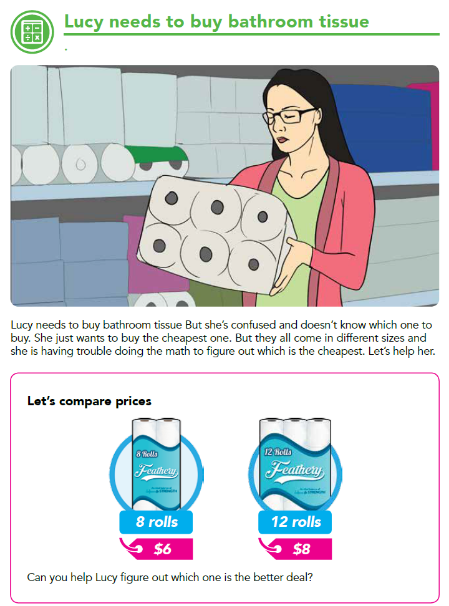 Lucy needs to buy bathroom tissue
.
Lucy needs to buy bathroom tissue But she's confused and doesn't know which one to
buy. She just wants to buy the cheapest one. But they all come in different sizes and
she is having trouble doing the math to figure out which is the cheapest. Let's help her.
Let's compare prices
8 Rolls
Feathery
8 rolls
$6
12 Rolls
Feathery
12 rolls
$8
Can you help Lucy figure out which one is the better deal?